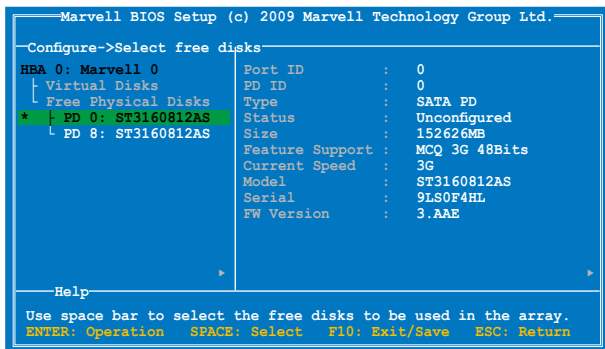 Marvell BIOS Setup (c) 2009 Marvell Technology Group Ltd.
Configure->Select free disks
HBA 0: Marvell 0
Virtual Disks
Free Physical Disks
* PD 0: ST3160812AS
PD 8: ST3160812AS
Port ID : 0
PD ID : 0
Type : SATA PD
Status : Unconfigured
Size : 152626MB
Feature Support : MCQ 3G 48Bits
Current Speed : 3G
Model : ST3160812AS
Serial : 9LS0F4HL
FW Version : 3.AAE
Help
Use space bar to select the free disks to be used in the array.
ENTER: Operation SPACE: Select F10: Exit/Save ESC: Return